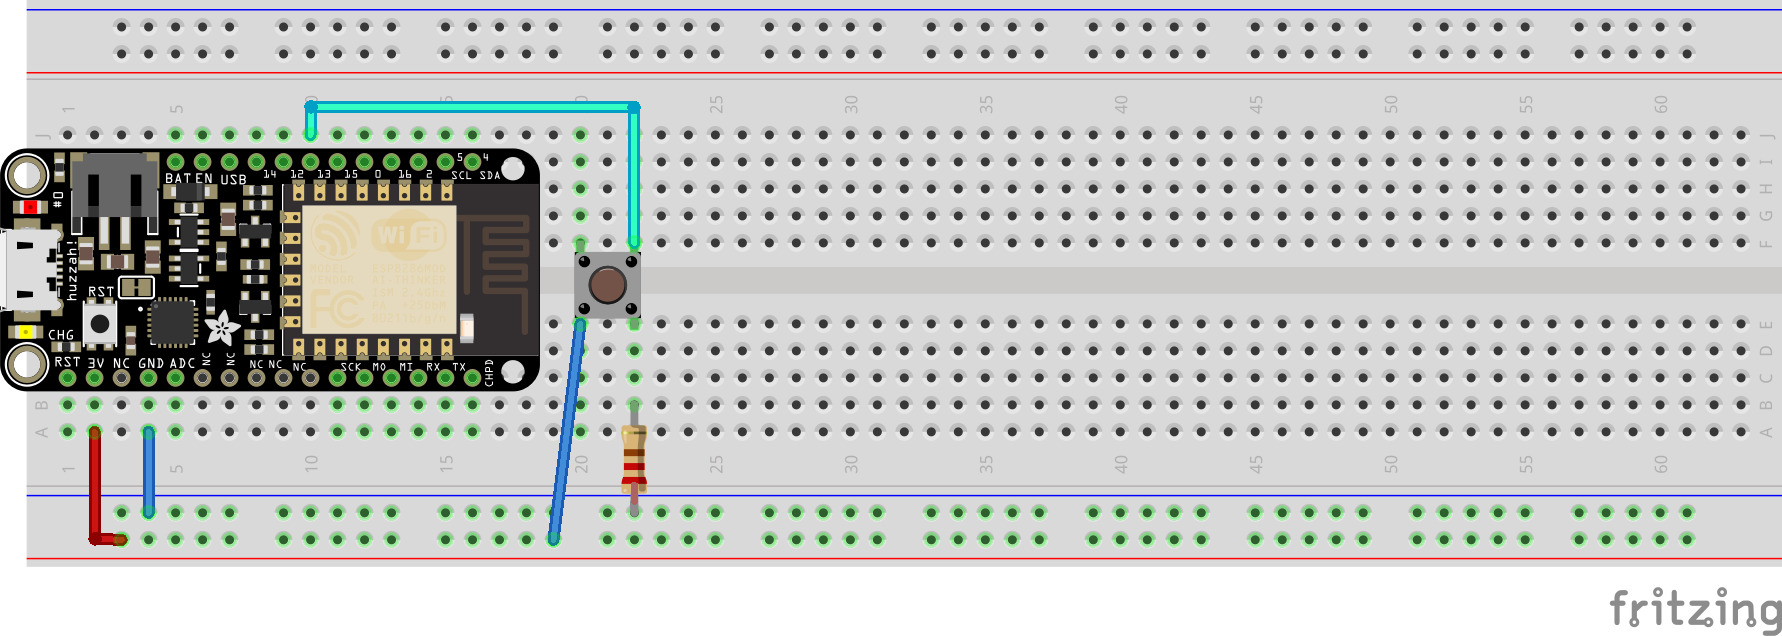 1 5 10 15 20 25 30 35 40 45 50 55 60
J J
5 4
BAT EN USB 14 12 13 15 0 16 2 SCL SDA
I
#0
H
WiFi
G
huzzah!
F
FC
RST
E
CHG
D
RST 3V NC GND ADC NC NC NC NC NC SCK MO MI RX TX CHPD
C
B B
A A
1 5 10 15 20 25 30 35 40 45 50 55 60
fritzing